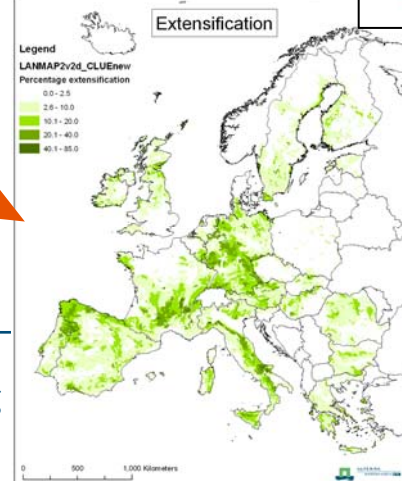 Extensification
Legend
LANMAP2v2d_CLUEnew
Percentage extensification
0.0 - 2.5
2.6 - 10.0
10.1 - 20.0
20.1 - 40.0
40.1 - 85.0
0 500 1,000 Kilometers